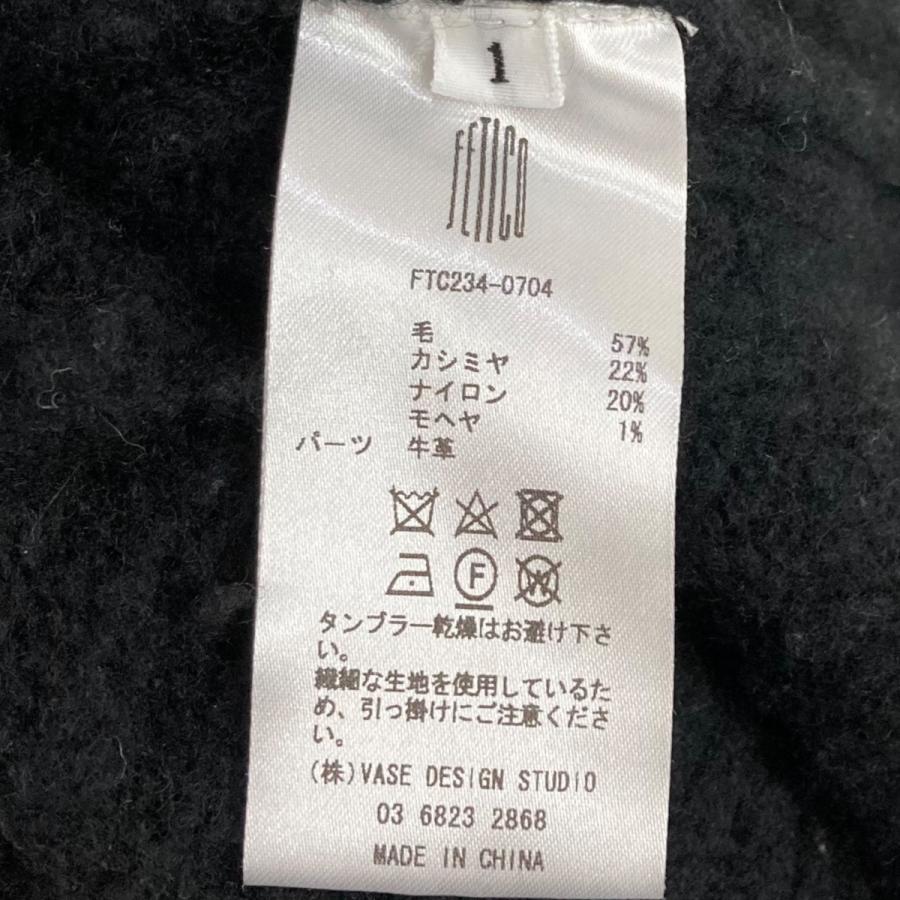 1
FETICO
FTC234-0704
毛 57%
カシミヤ 22%
ナイロン 20%
モヘヤ 1%
パーツ 牛革
F
W
タンブラー乾燥はお避け下さ
い。
繊細な生地を使用しているた
め、引っ掛けにご注意くださ
い。
(株)VASE DESIGN STUDIO
03 6823 2868
MADE IN CHINA